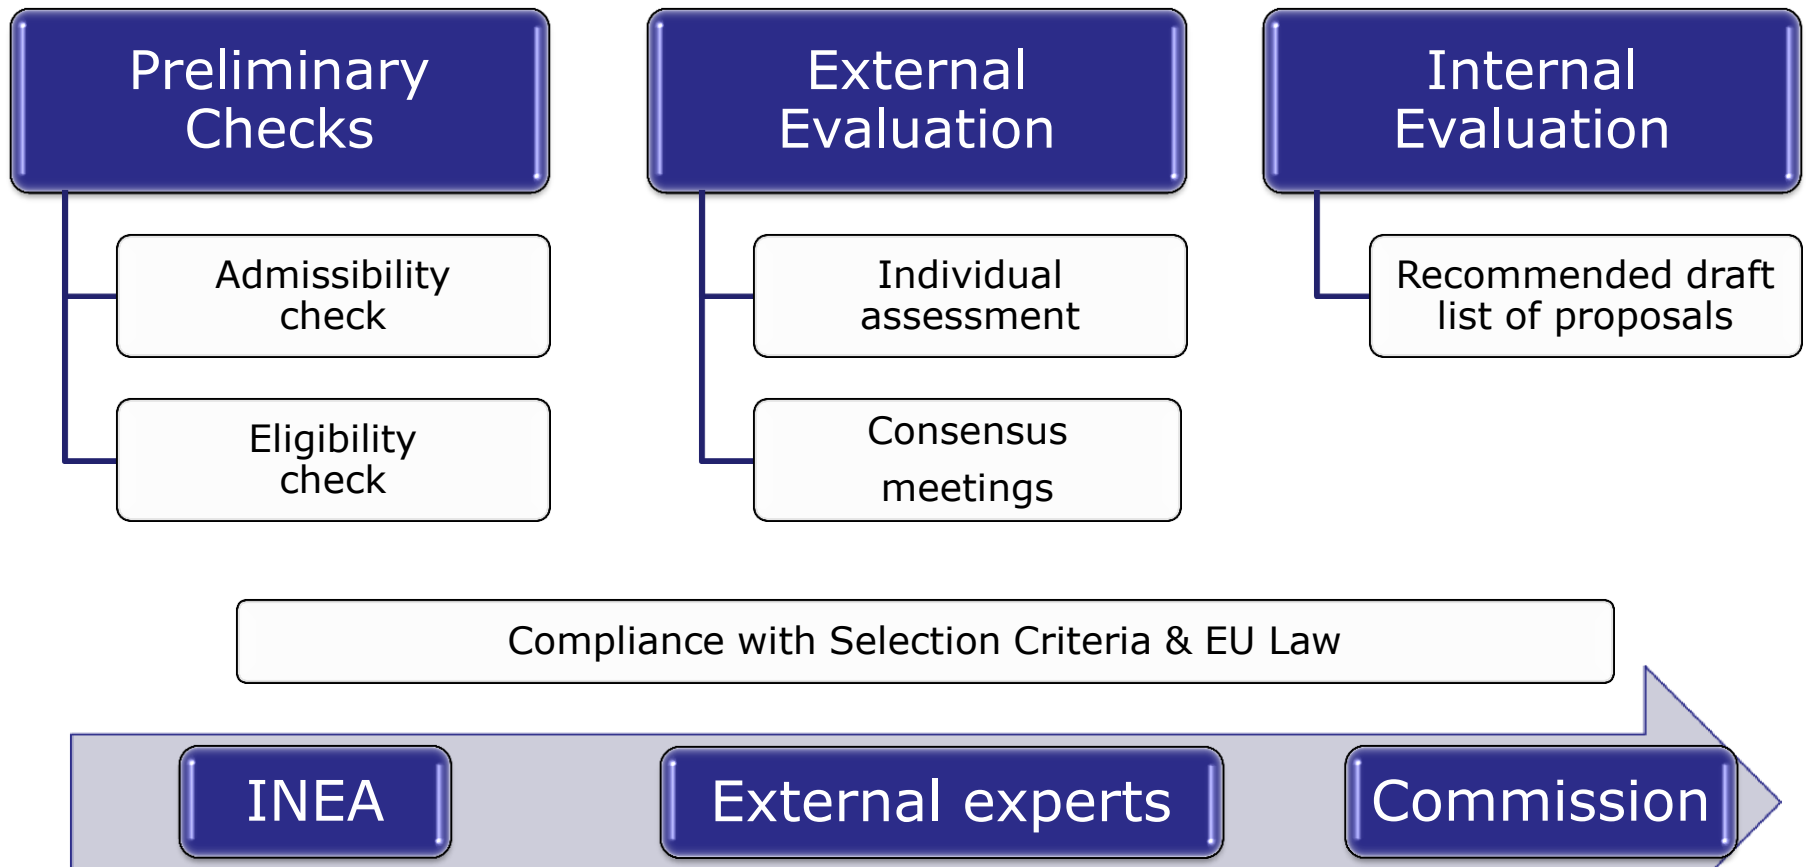 Preliminary
Checks
Admissibility
check
Eligibility
check
External
Evaluation
Individual
assessment
Consensus
meetings
Internal
Evaluation
Recommended draft
list of proposals
Compliance with Selection Criteria & EU Law
INEA
External experts
Commission